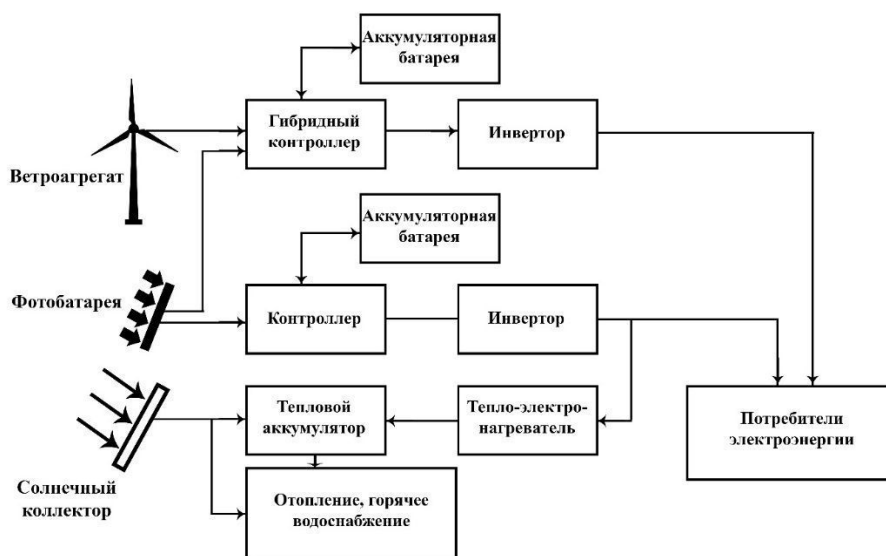 Аккумуляторная
батарея
Гибридный
контроллер
Инвертор
Ветроагрегат
Аккумуляторная
батарея
Фотобатарея
Контроллер
Инвертор
Тепловой
аккумулятор
Тепло-электро-
нагреватель
Потребители
электроэнергии
Солнечный
коллектор
Отопление, горячее
водоснабжение